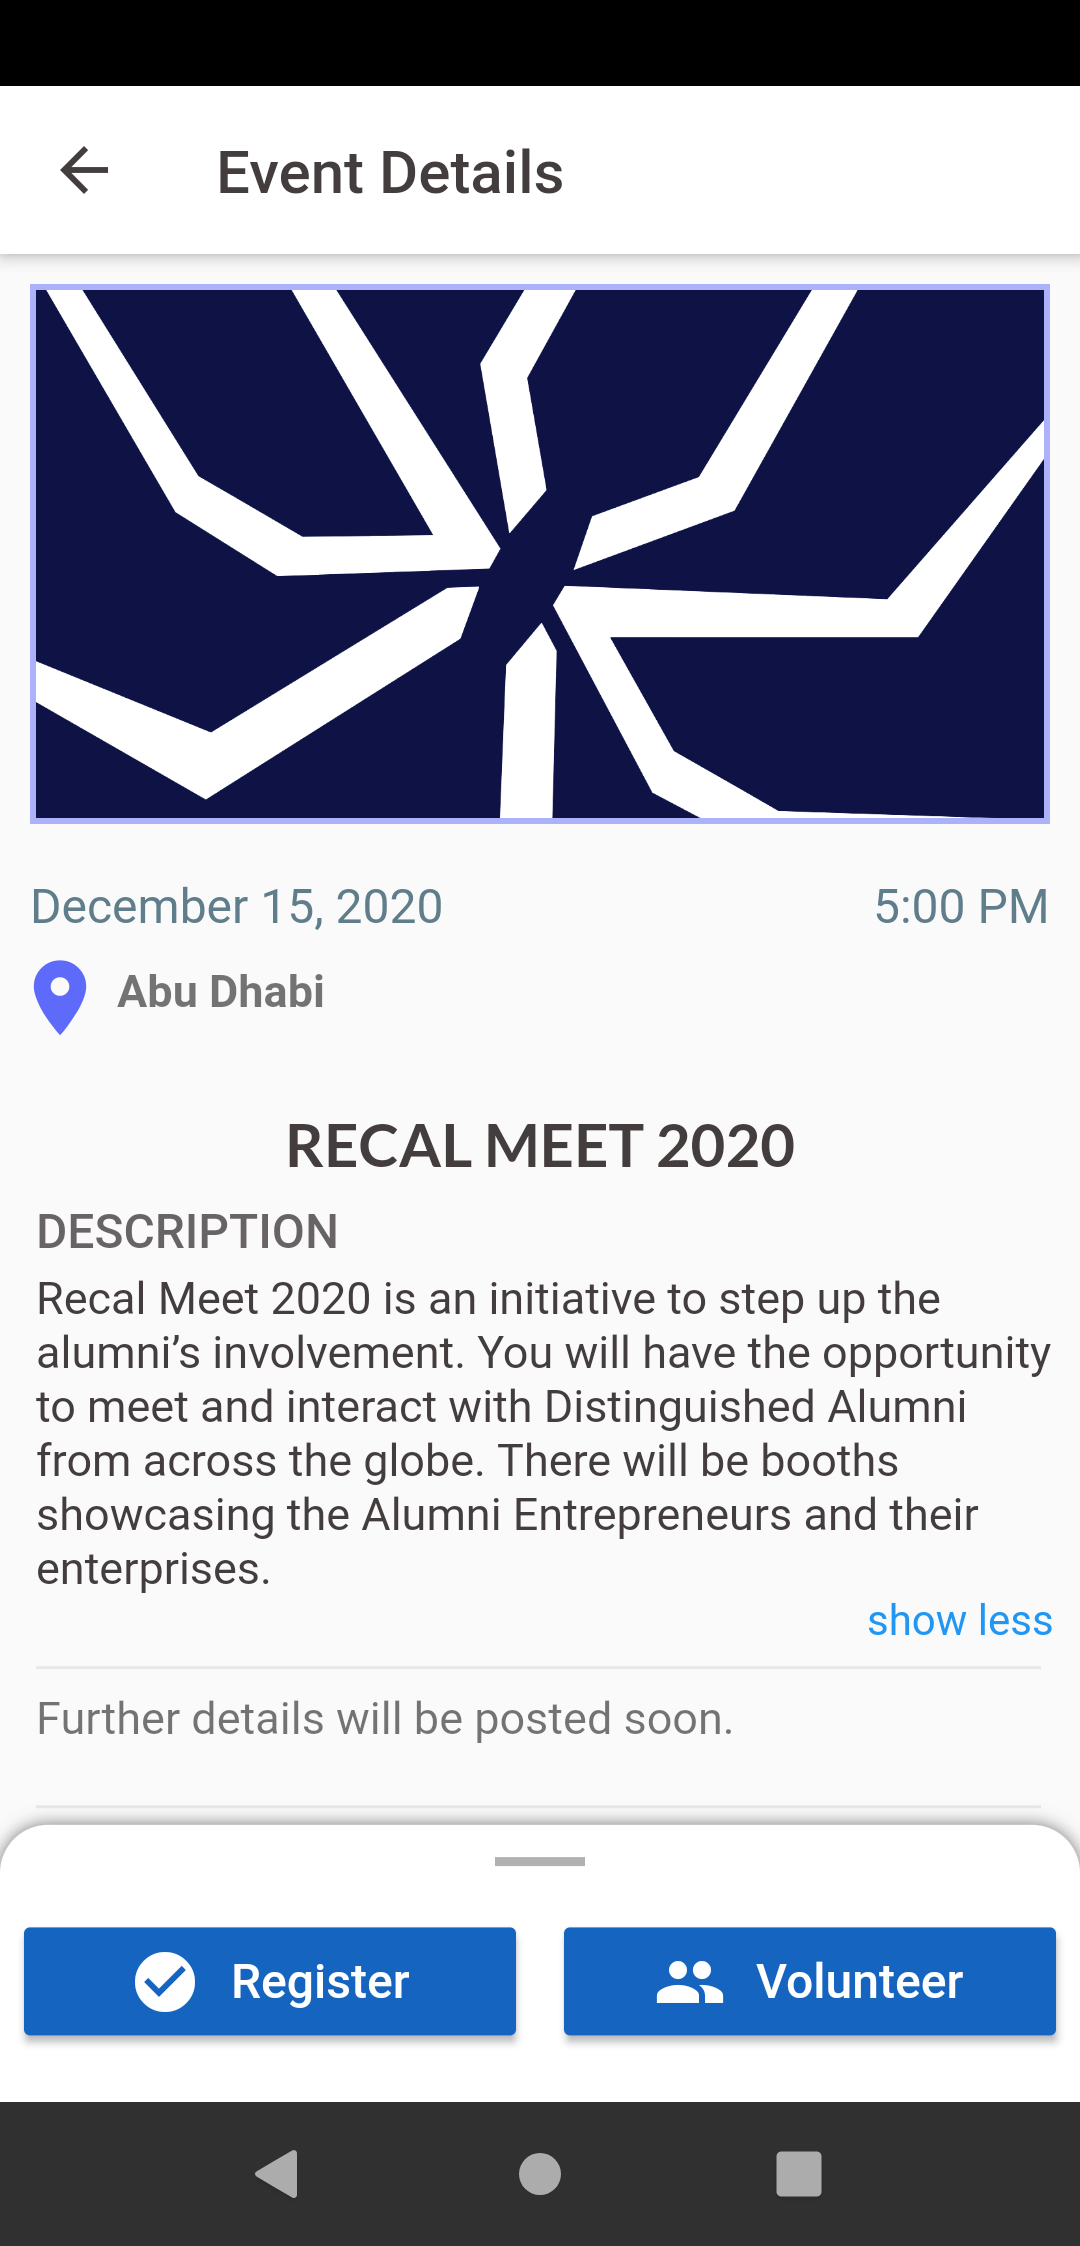 Event Details
December 15, 2020 5:00 PM
Abu Dhabi
RECAL MEET 2020
DESCRIPTION
Recal Meet 2020 is an initiative to step up the
alumni’s involvement. You will have the opportunity
to meet and interact with Distinguished Alumni
from across the globe. There will be booths
showcasing the Alumni Entrepreneurs and their
enterprises.
show less
Further details will be posted soon.
Register Volunteer